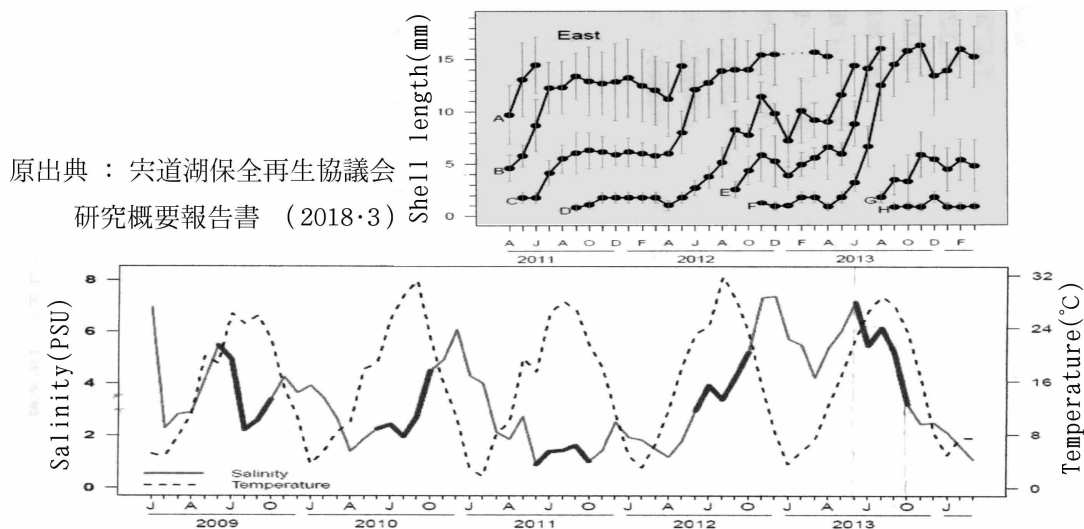 East
Shell length(mm)
15
10
5
0
A
B
C
D
E
F
G
H
A J A O D F A J A O D F A J A O D F
2011 2012 2013
原出典 : 宍道湖保全再生協議会
研究概要報告書 (2018·3)
Salinity(PSU)
8
6
4
2
0
Salinity
Temperature
Temperature(℃)
32
24
16
8
0
J A J O J A J O J A J O J A J O J A J O J
2009 2010 2011 2012 2013